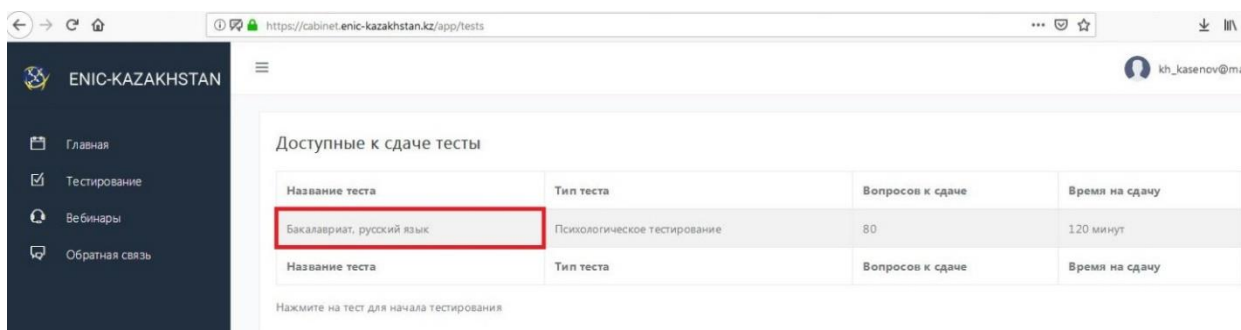 https://cabinet.enic-kazakhstan.kz/app/tests
ENIC-KAZAKHSTAN
kh_kasenov@ma
Главная
Тестирование
Вебинары
Обратная связь
Доступные к сдаче тесты
Название теста Тип теста Вопросов к сдаче Время на сдачу
Бакалавриат, русский язык Психологическое тестирование 80 120 минут
Название теста Тип теста Вопросов к сдаче Время на сдачу
Нажмите на тест для начала тестирования